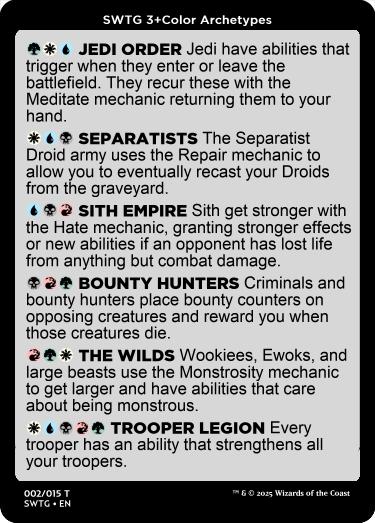 SWTG 3+Color Archetypes
JEDI ORDER Jedi have abilities that
trigger when they enter or leave the
battlefield. They recur these with the
Meditate mechanic returning them to your
hand.
SEPARATISTS The Separatist
Droid army uses the Repair mechanic to
allow you to eventually recast your Droids
from the graveyard.
SITH EMPIRE Sith get stronger with
the Hate mechanic, granting stronger effects
or new abilities if an opponent has lost life
from anything but combat damage.
BOUNTY HUNTERS Criminals and
bounty hunters place bounty counters on
opposing creatures and reward you when
those creatures die.
THE WILDS Wookiees, Ewoks, and
large beasts use the Monstrosity mechanic
to get larger and have abilities that care
about being monstrous.
TROOPER LEGION Every
trooper has an ability that strengthens all
your troopers.
002/015 T
SWTG • EN
™ & © 2025 Wizards of the Coast